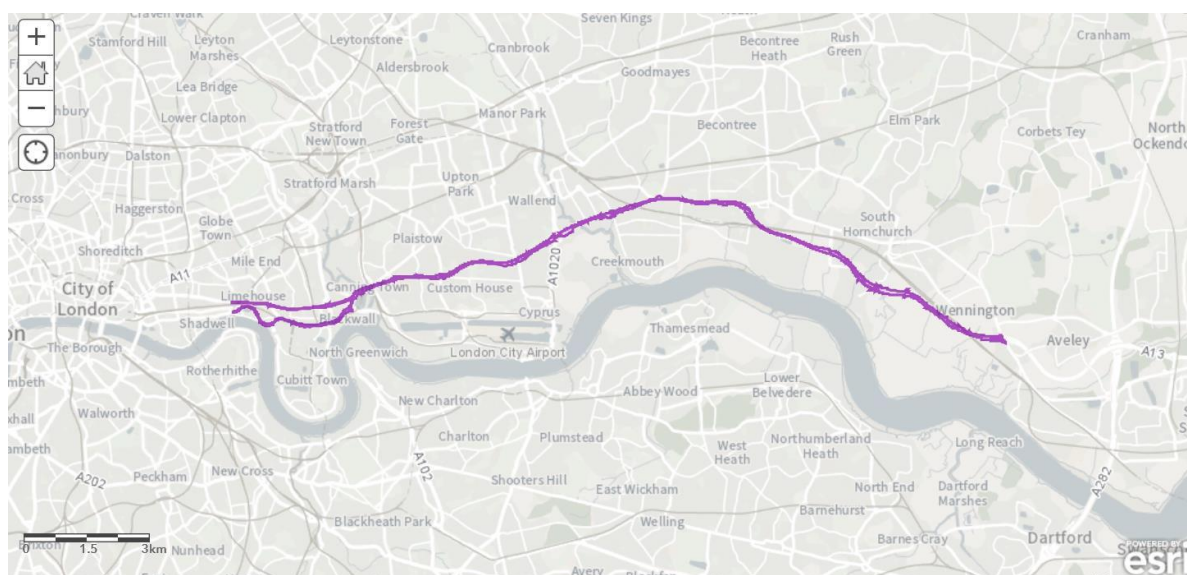 Craven Walk
Seven Kings
Stamford Hill
Leyton
Marshes
Leytonstone
Cranbrook
Becontree
Heath
Rush
Green
Cranham
+
Aldersbrook
Goodmayes
Lea Bridge
−
Lower Clapton
Stratford
New Town
Forest
Gate
Manor Park
Becontree
Elm Park
Corbets Tey
North
Dalston
Stratford Marsh
Upton
Park
Wallend
Cross
Haggerston
Globe
Town
South
Hornchurch
Shoreditch
Plaistow
Mile End
A11
A1020
Creekmouth
City of
London
Limehouse
Canning Town
Custom House
Cyprus
Wennington
Shadwell
Blackwall
Thamesmead
Aveley
The Borough
North Greenwich
London City Airport
A13
Rotherhithe
Cubitt Town
Abbey Wood
Lower
Belvedere
Walworth
New Charlton
Charlton
Plumstead
West
Heath
Northumberland
Heath
Long Reach
A202
Peckham
New Cross
A102
Shooters Hill
East Wickham
North End
Dartford
Marshes
A282
Blackheath Park
Welling
Barnehurst
Barnes Cray
Dartford
0 1.5 3km
Nunhead
Avery
POWERED BY
esri